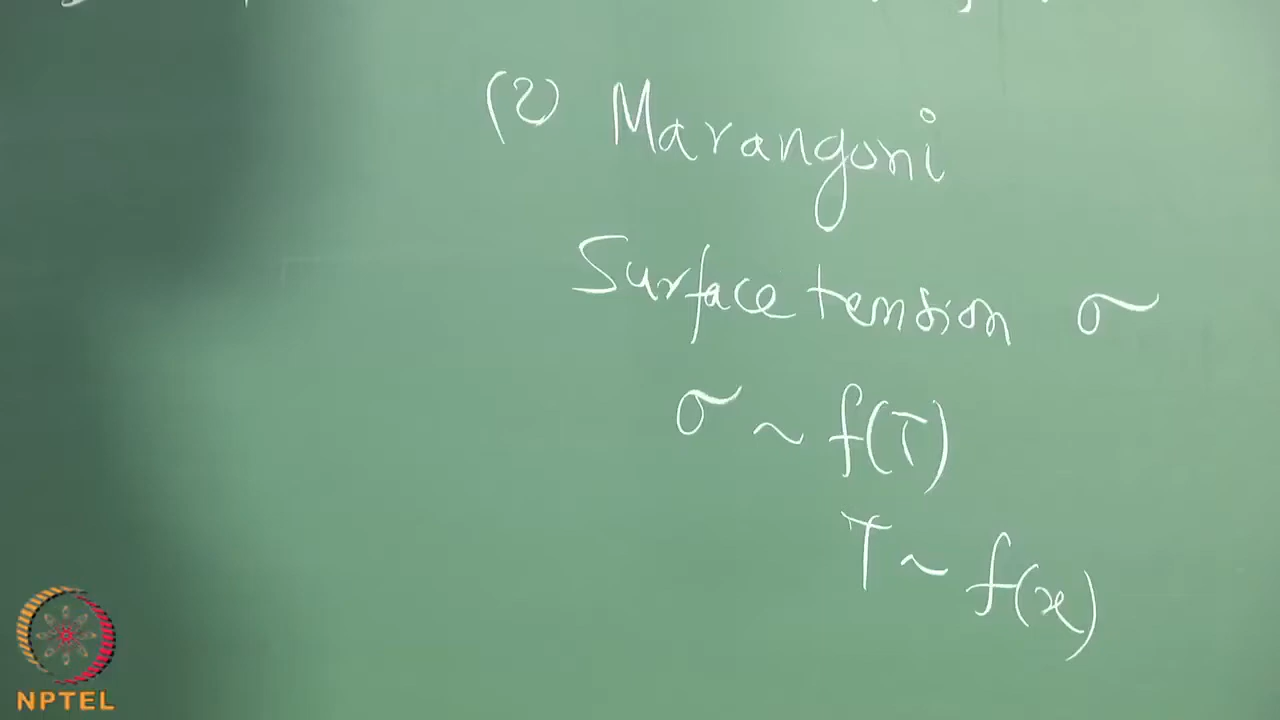 (2) Marangoni
Surface tension σ
σ ~ f(T)
T ~ f(x)
NPTEL